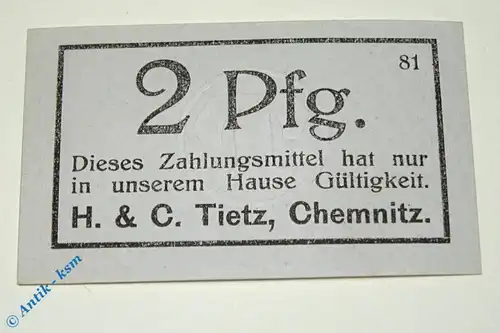 81
2 Pfg.
Dieses Zahlungsmittel hat nur
in unserem Hause Gültigkeit.
H. & C. Tietz, Chemnitz.
© Antik - ksm